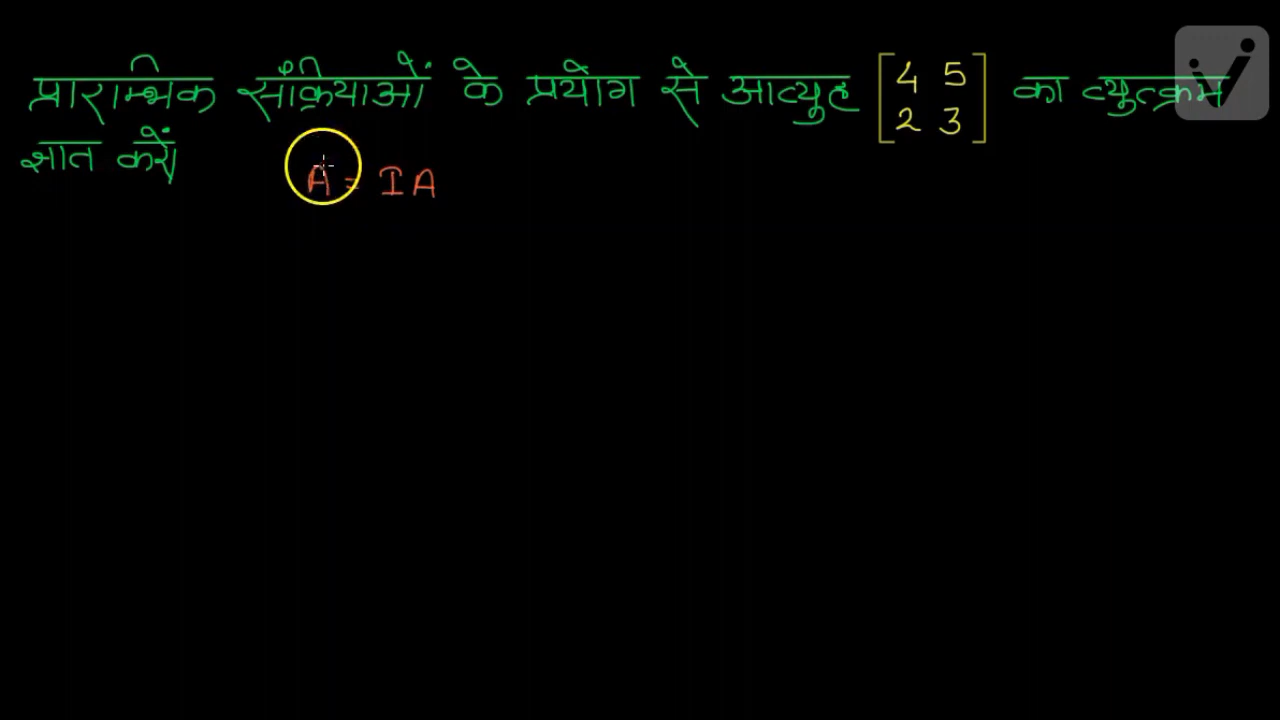 प्रारम्भिक संक्रियाओं के प्रयोग से आव्युह [4 5 का व्युत्क्रम
2 3]
ज्ञात करें।
A = IA